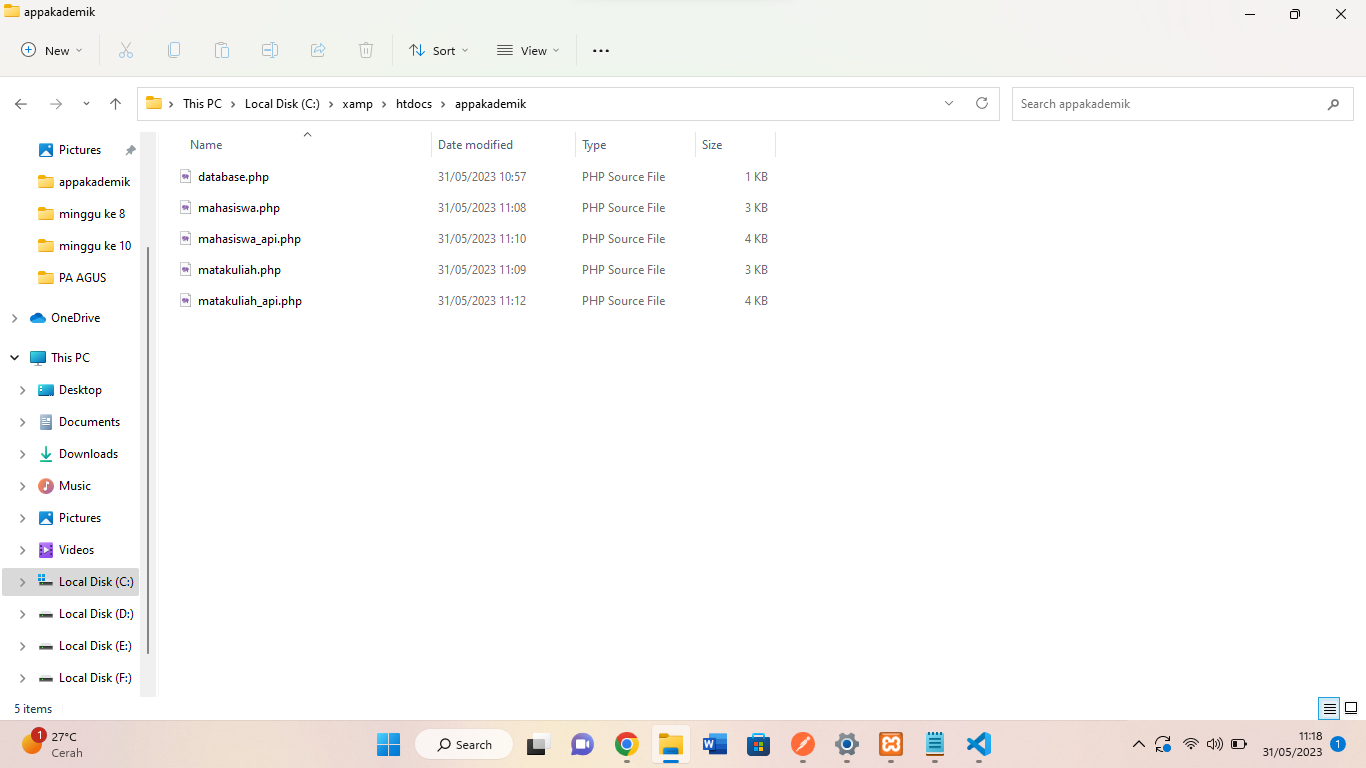 appakademik
New
Sort
View
This PC
Local Disk (C:)
xamp
htdocs
appakademik
Search appakademik
Name
Date modified
Type
Size
database.php 31/05/2023 10:57 PHP Source File 1 KB
mahasiswa.php 31/05/2023 11:08 PHP Source File 3 KB
mahasiswa_api.php 31/05/2023 11:10 PHP Source File 4 KB
matakuliah.php 31/05/2023 11:09 PHP Source File 3 KB
matakuliah_api.php 31/05/2023 11:12 PHP Source File 4 KB
Pictures
appakademik
minggu ke 8
minggu ke 10
PA AGUS
OneDrive
This PC
Desktop
Documents
Downloads
Music
Pictures
Videos
Local Disk (C:)
Local Disk (D:)
Local Disk (E:)
Local Disk (F:)
5 items
1
27°C
Cerah
Search
11:18
31/05/2023
1